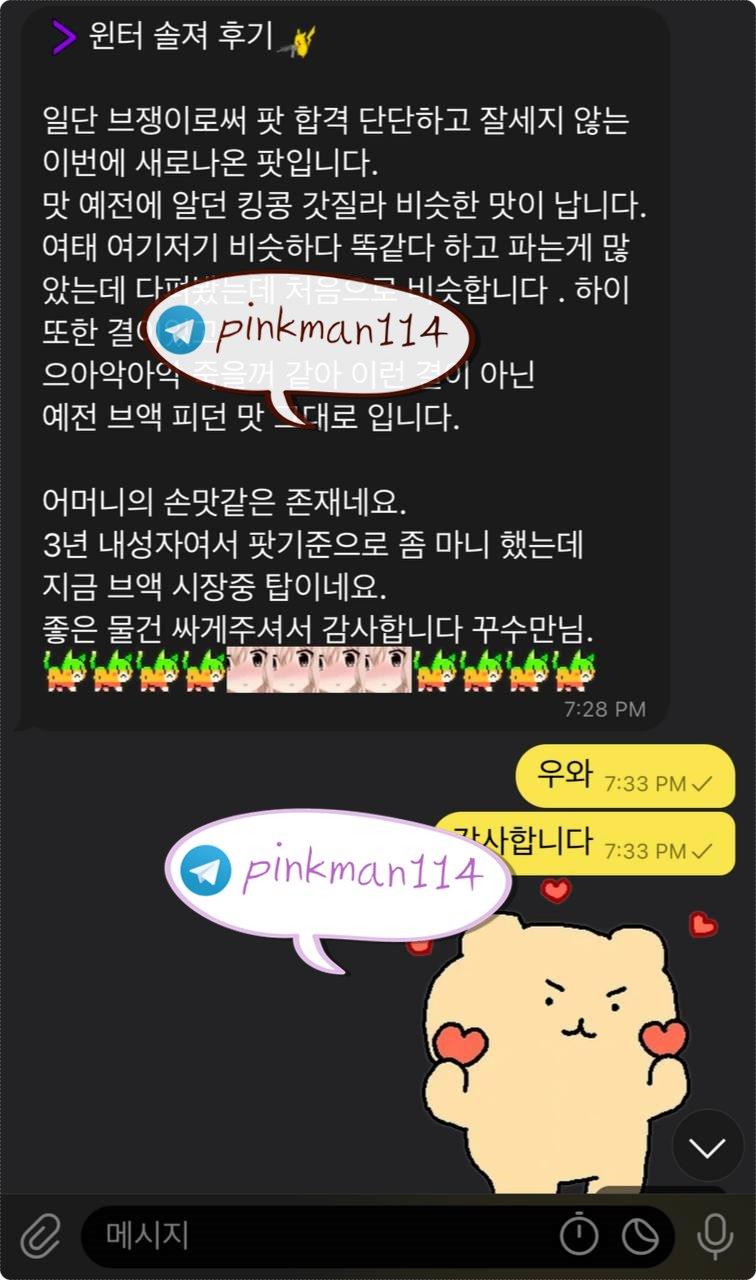 윈터 솔져 후기
일단 브쟁이로써 팟 합격 단단하고 잘세지 않는
이번에 새로나온 팟입니다.
맛 예전에 알던 킹콩 갓질라 비슷한 맛이 납니다.
여태 여기저기 비슷하다 똑같다 하고 파는게 많
았는데 다펴봤는데 처음으로 비슷합니다 . 하이
또한
pinkman114
으아악아악 죽을꺼 같아 이런 결이 아닌
예전 브액 피던 맛 그대로 입니다.
어머니의 손맛같은 존재네요.
3년 내성자여서 팟기준으로 좀 마니 했는데
지금 브액 시장중 탑이네요.
좋은 물건 싸게주셔서 감사합니다 꾸수만님.
7:28 PM
우와 7:33 PM
감사합니다 7:33 PM
pinkman114
메시지